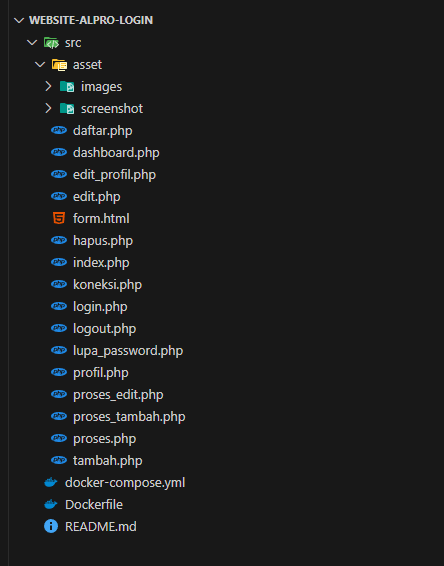 WEBSITE-ALPRO-LOGIN
src
asset
images
screenshot
daftar.php
dashboard.php
edit_profil.php
edit.php
form.html
hapus.php
index.php
koneksi.php
login.php
logout.php
lupa_password.php
profil.php
proses_edit.php
proses_tambah.php
proses.php
tambah.php
docker-compose.yml
Dockerfile
README.md